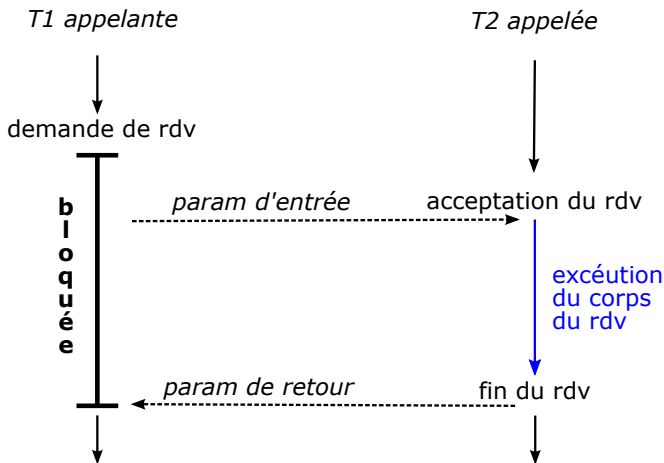 T1 appelante
T2 appelée
demande de rdv
bloquée
param d'entrée
acceptation du rdv
excéution
du corps
du rdv
param de retour
fin du rdv